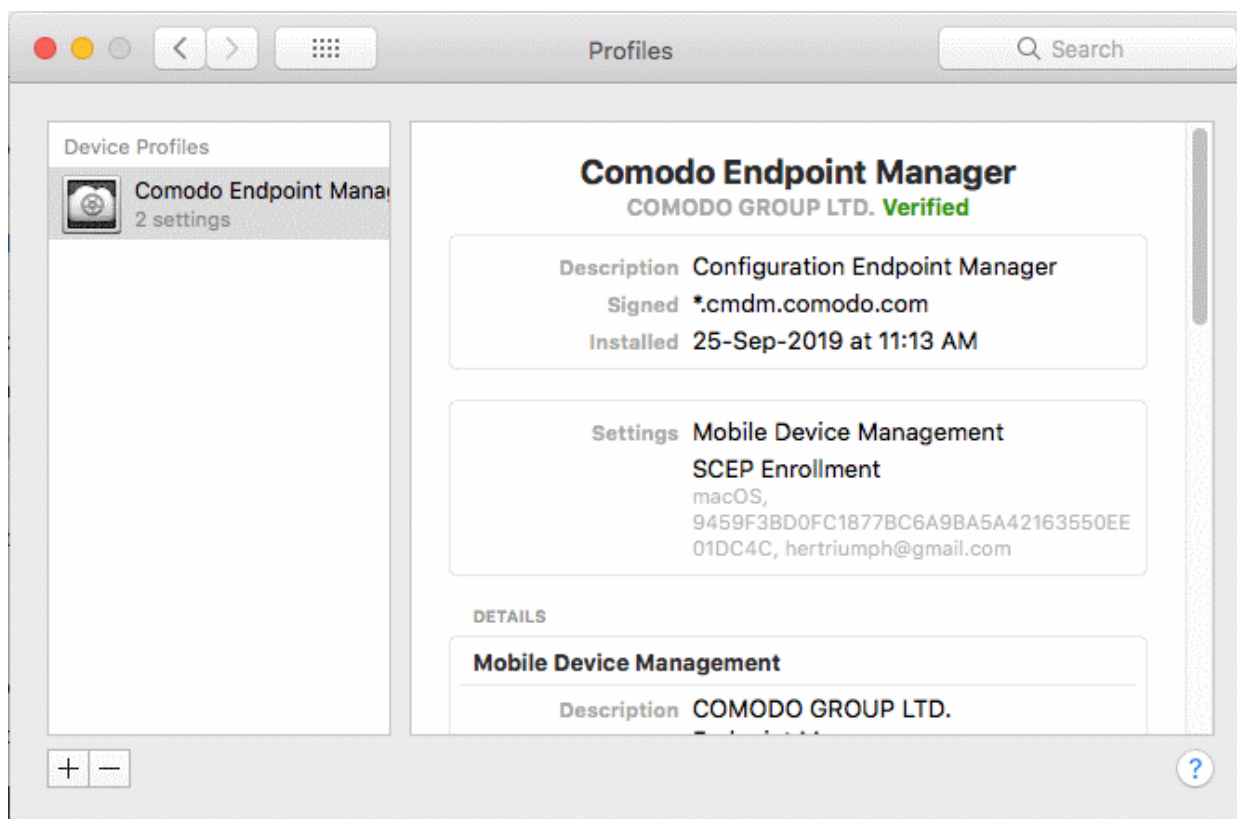 Profiles
Search
Device Profiles
Comodo Endpoint Mana
2 settings
Comodo Endpoint Manager
COMODO GROUP LTD. Verified
Description Configuration Endpoint Manager
Signed *.cmdm.comodo.com
Installed 25-Sep-2019 at 11:13 AM
Settings Mobile Device Management
SCEP Enrollment
macOS,
9459F3BD0FC1877BC6A9BA5A42163550EE
01DC4C, hertriumph@gmail.com
DETAILS
Mobile Device Management
Description COMODO GROUP LTD.